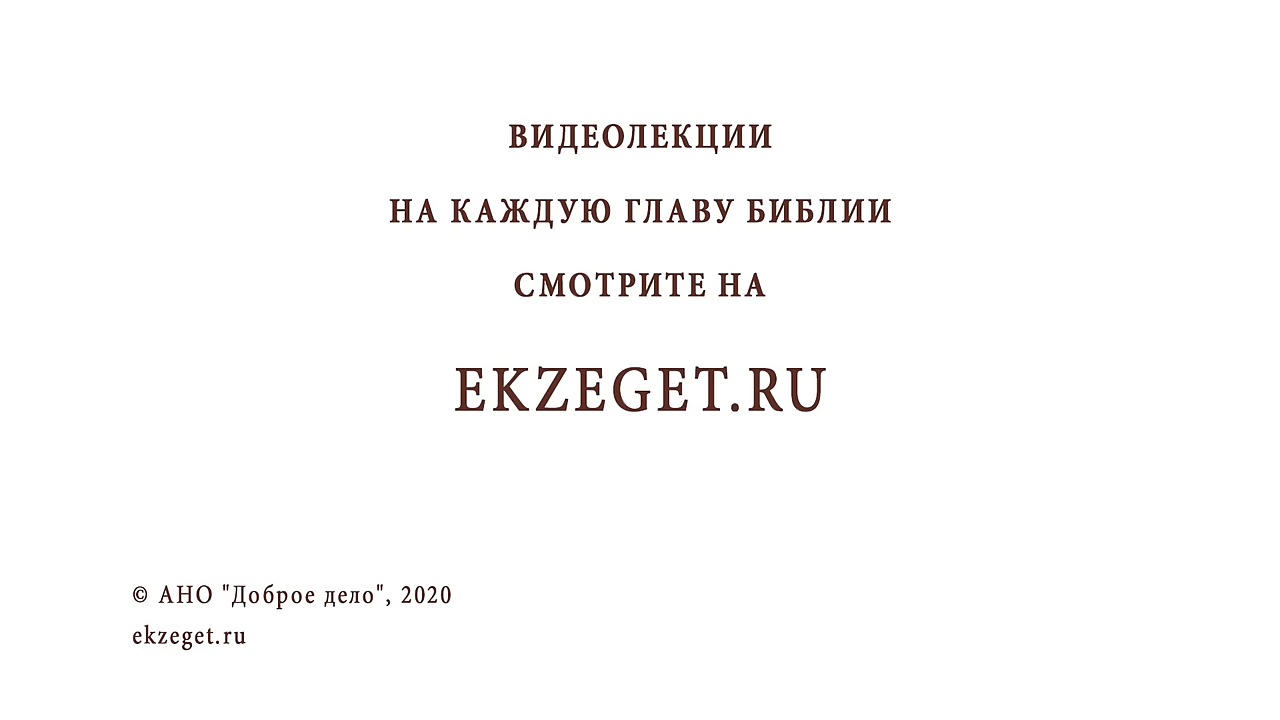 ВИДЕОЛЕКЦИИ
НА КАЖДУЮ ГЛАВУ БИБЛИИ
СМОТРИТЕ НА
EKZEGET.RU
© АНО "Доброе дело", 2020
ekzeget.ru